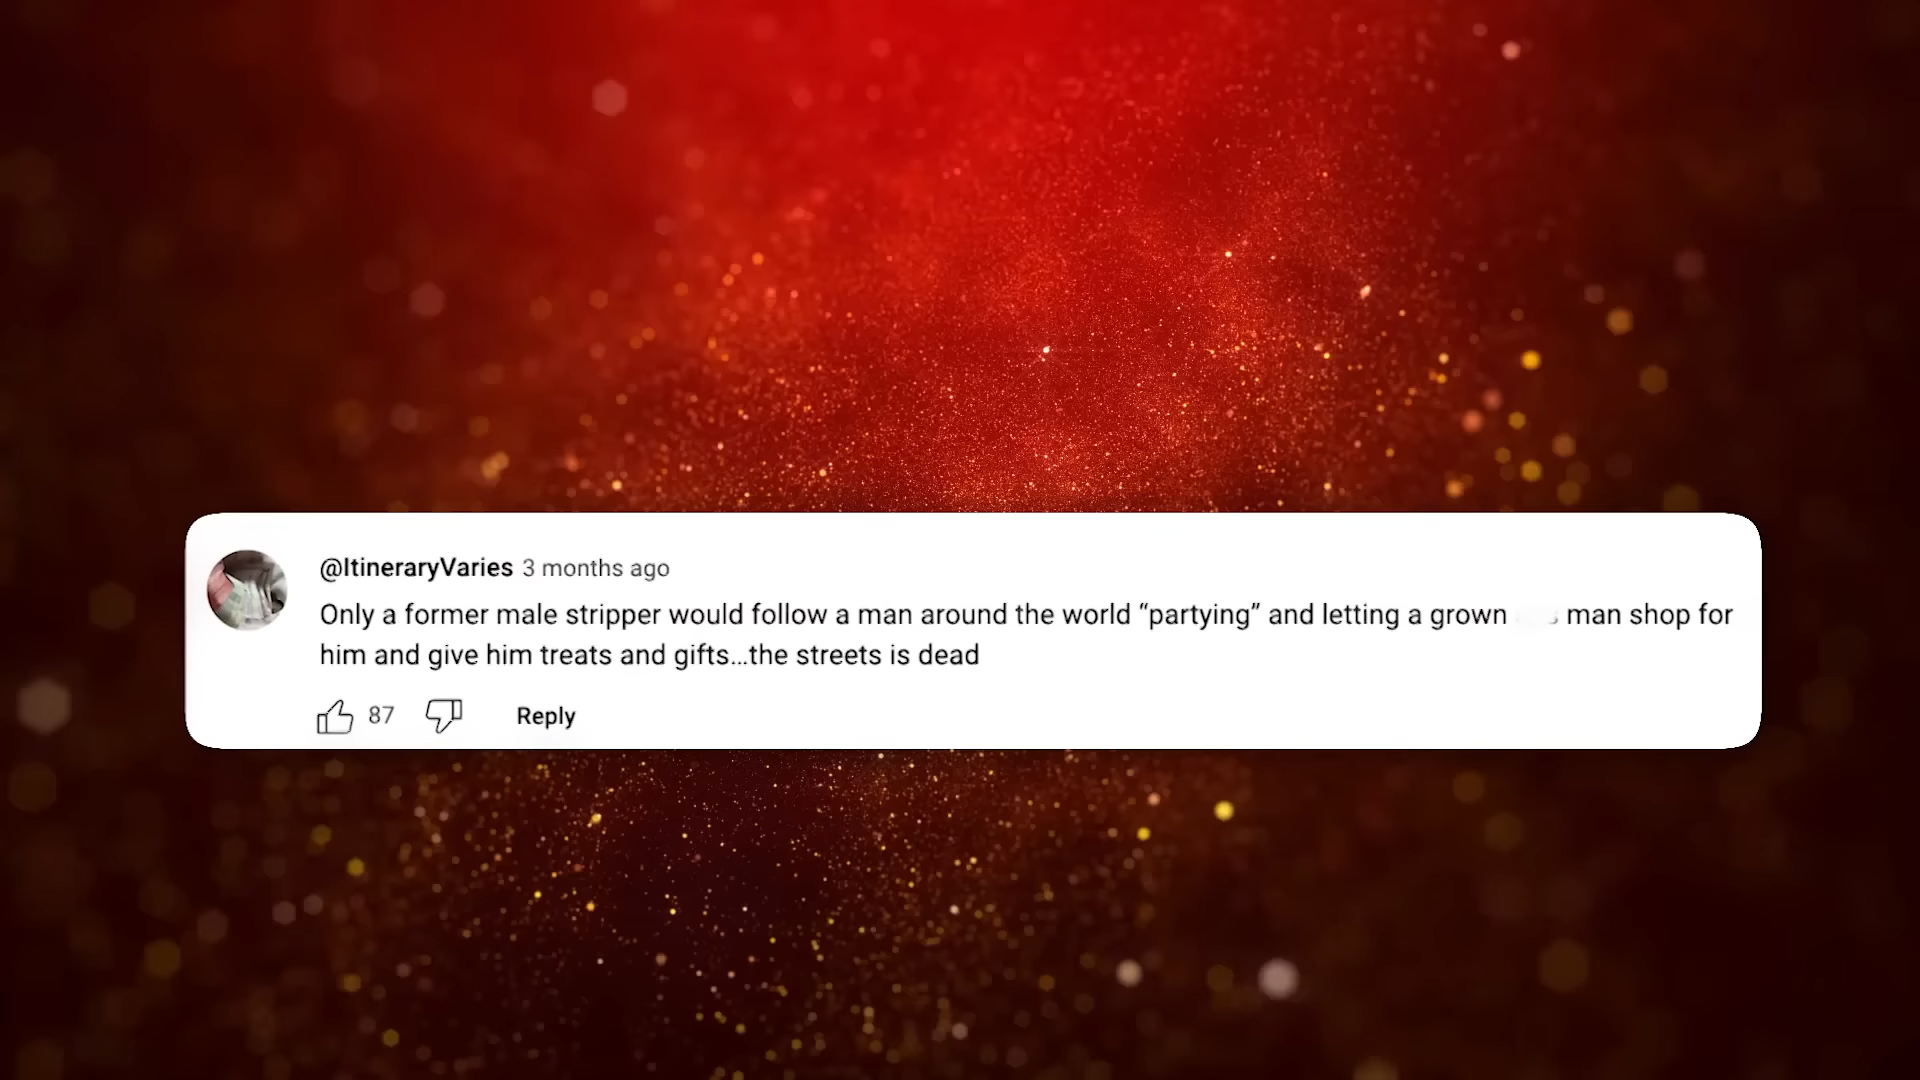 @ItineraryVaries 3 months ago
Only a former male stripper would follow a man around the world “partying” and letting a grown man shop for
him and give him treats and gifts...the streets is dead
87 Reply